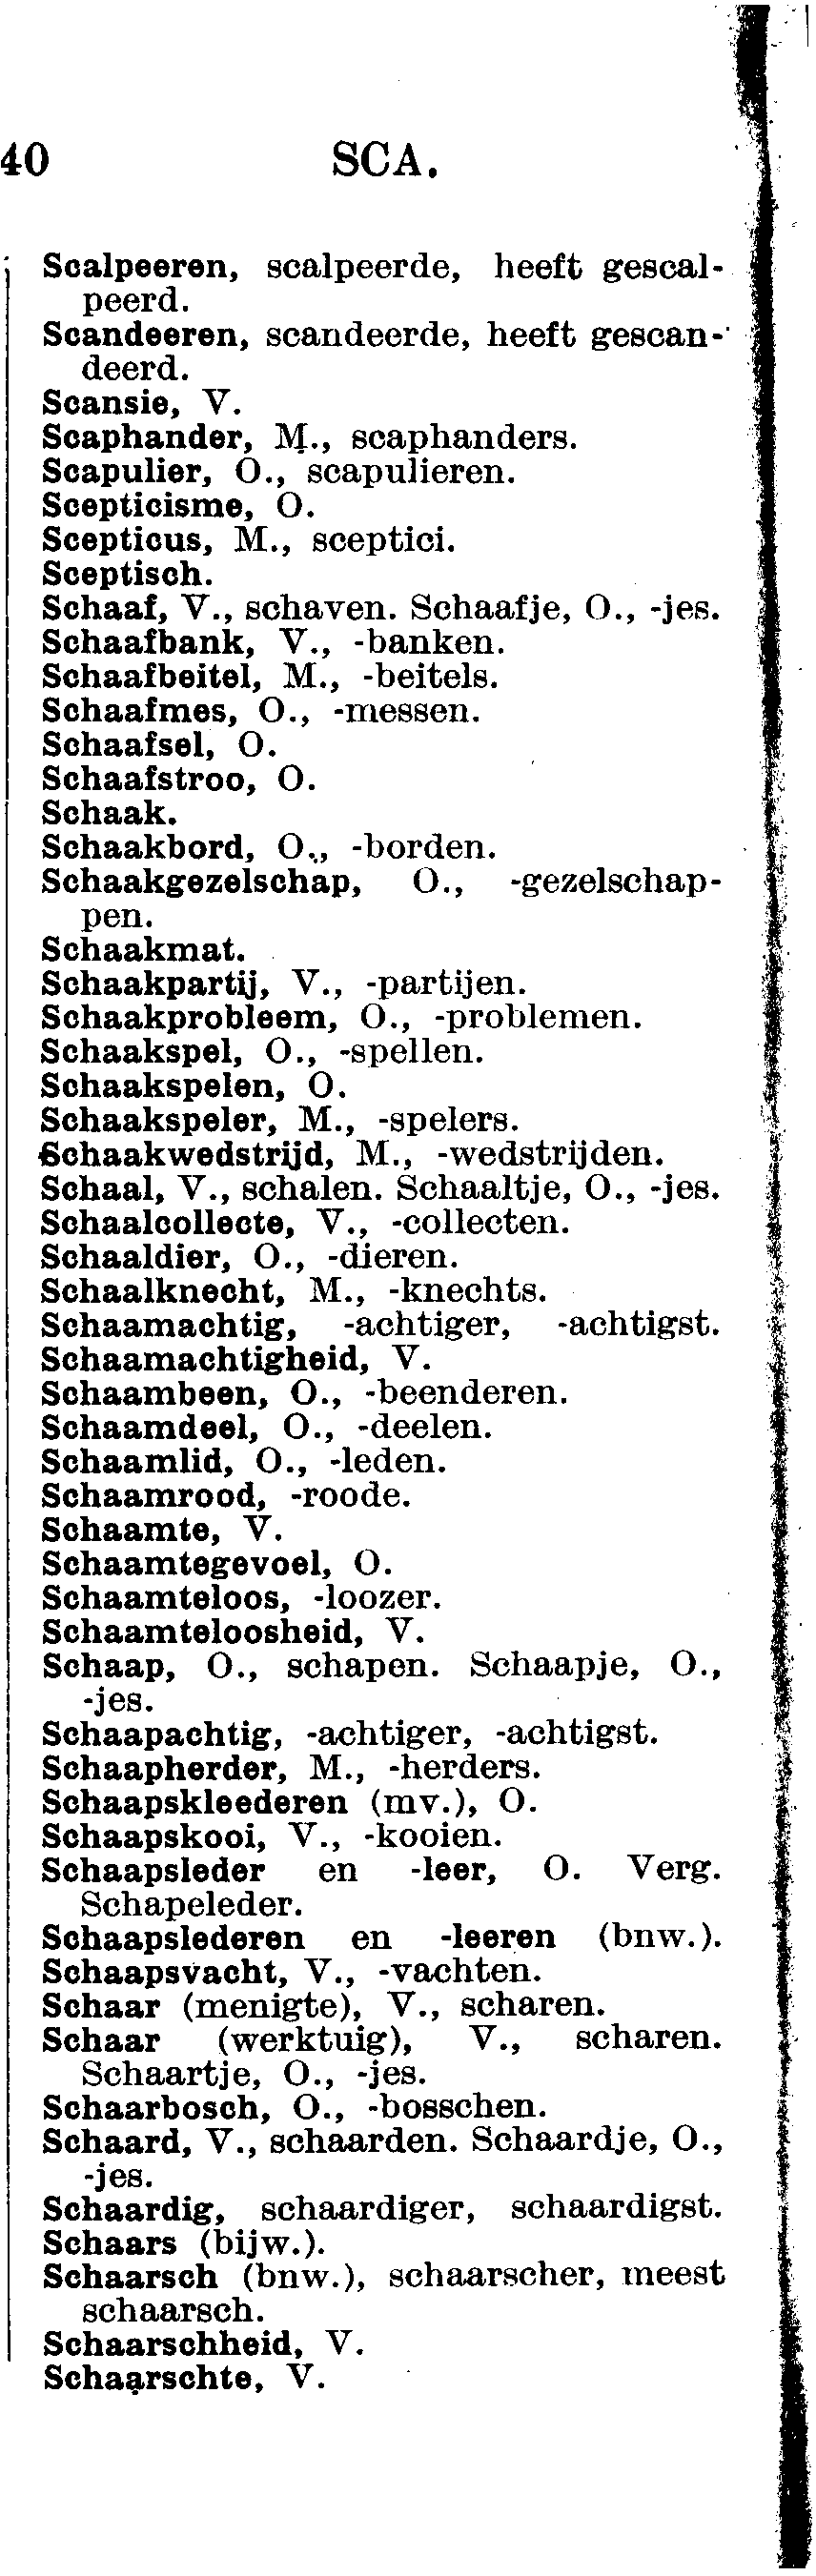 40 SCA.
Scalpeeren, scalpeerde, heeft gescal-
peerd.
Scandeeren, scandeerde, heeft gescan-
deerd.
Scansie, V.
Scaphander, M., scaphanders.
Scapulier, O., scapulieren.
Scepticisme, O.
Scepticus, M., sceptici.
Sceptisch.
Schaaf, V., schaven. Schaafje, O., -jes.
Schaafbank, V., -banken.
Schaafbeitel, M., -beitels.
Schaafmes, O., -messen.
Schaafsel, O.
Schaafstroo, O.
Schaak.
Schaakbord, O., -borden.
Schaakgezelschap, O., -gezelschap-
pen.
Schaakmat.
Schaakpartij, V., -partijen.
Schaakprobleem, O., -problemen.
Schaakspel, O., -spellen.
Schaakspelen, O.
Schaakspeler, M., -spelers.
Schaakwedstrijd, M., -wedstrijden.
Schaal, V., schalen. Schaaltje, O., -jes.
Schaalcollecte, V., -collecten.
Schaaldier, O., -dieren.
Schaalknecht, M., -knechts.
Schaamachtig, -achtiger, -achtigst.
Schaamachtigheid, V.
Schaambeen, O., -beenderen.
Schaamdeel, O., -deelen.
Schaamlid, O., -leden.
Schaamrood, -roode.
Schaamte, V.
Schaamtegevoel, O.
Schaamteloos, -loozer.
Schaamteloosheid, V.
Schaap, O., schapen. Schaapje, O.,
-jes.
Schaapachtig, -achtiger, -achtigst.
Schaapherder, M., -herders.
Schaapskleederen (mv.), O.
Schaapskooi, V., -kooien.
Schaapsleder en -leer, O. Verg.
Schapeleder.
Schaapslederen en -leeren (bnw.).
Schaapsvacht, V., -vachten.
Schaar (menigte), V., scharen.
Schaar (werktuig), V., scharen.
Schaartje, O., -jes.
Schaarbosch, O., -bosschen.
Schaard, V., schaarden. Schaardje, O.,
-jes.
Schaardig, schaardiger, schaardigst.
Schaars (bijw.).
Schaarsch (bnw.), schaarscher, meest
schaarsch.
Schaarschheid, V.
Schaarschte, V.